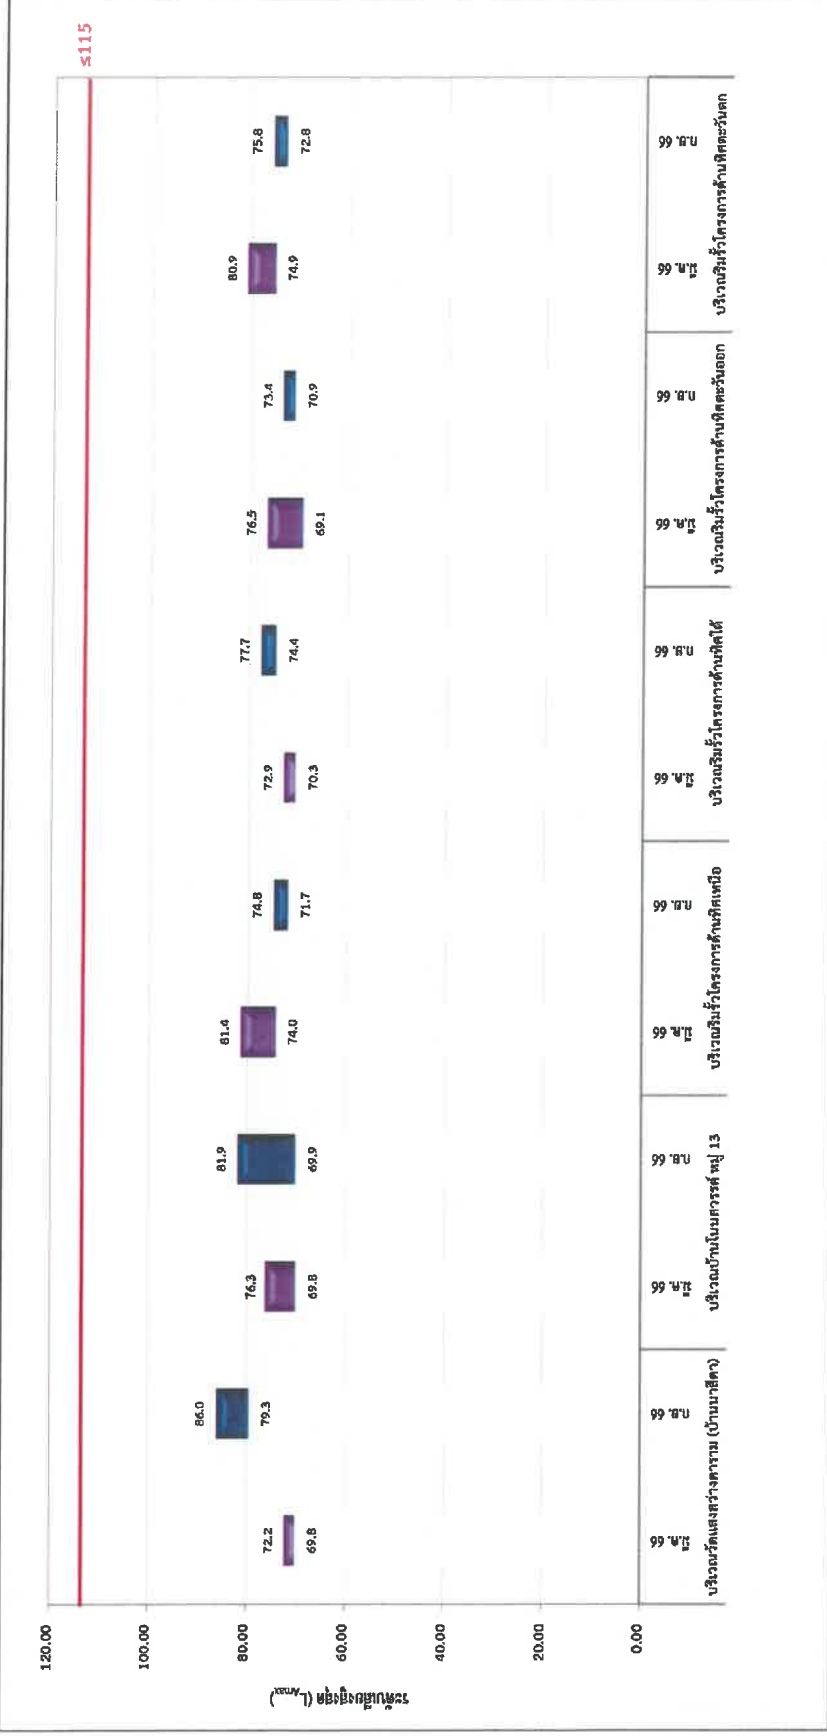 ≤115
ระดับเสียงสูงสุด (LAmax)
120.00
100.00
80.00
60.00
40.00
20.00
0.00
72.2
69.8
86.0
79.3
76.3
69.8
81.9
69.9
81.4
74.0
74.8
71.7
72.9
70.3
77.7
74.4
76.5
69.1
73.4
70.9
80.9
74.9
75.8
72.8
มี.ค. 66
ก.ย. 66
มี.ค. 66
ก.ย. 66
มี.ค. 66
ก.ย. 66
มี.ค. 66
ก.ย. 66
มี.ค. 66
ก.ย. 66
มี.ค. 66
ก.ย. 66
บริเวณวัดแสงสว่างดาราม (บ้านนาสีดา)
บริเวณบ้านโนนสวรรค์ หมู่ 13
บริเวณริมรั้วโครงการด้านทิศเหนือ
บริเวณริมรั้วโครงการด้านทิศใต้
บริเวณริมรั้วโครงการด้านทิศตะวันออก
บริเวณริมรั้วโครงการด้านทิศตะวันตก